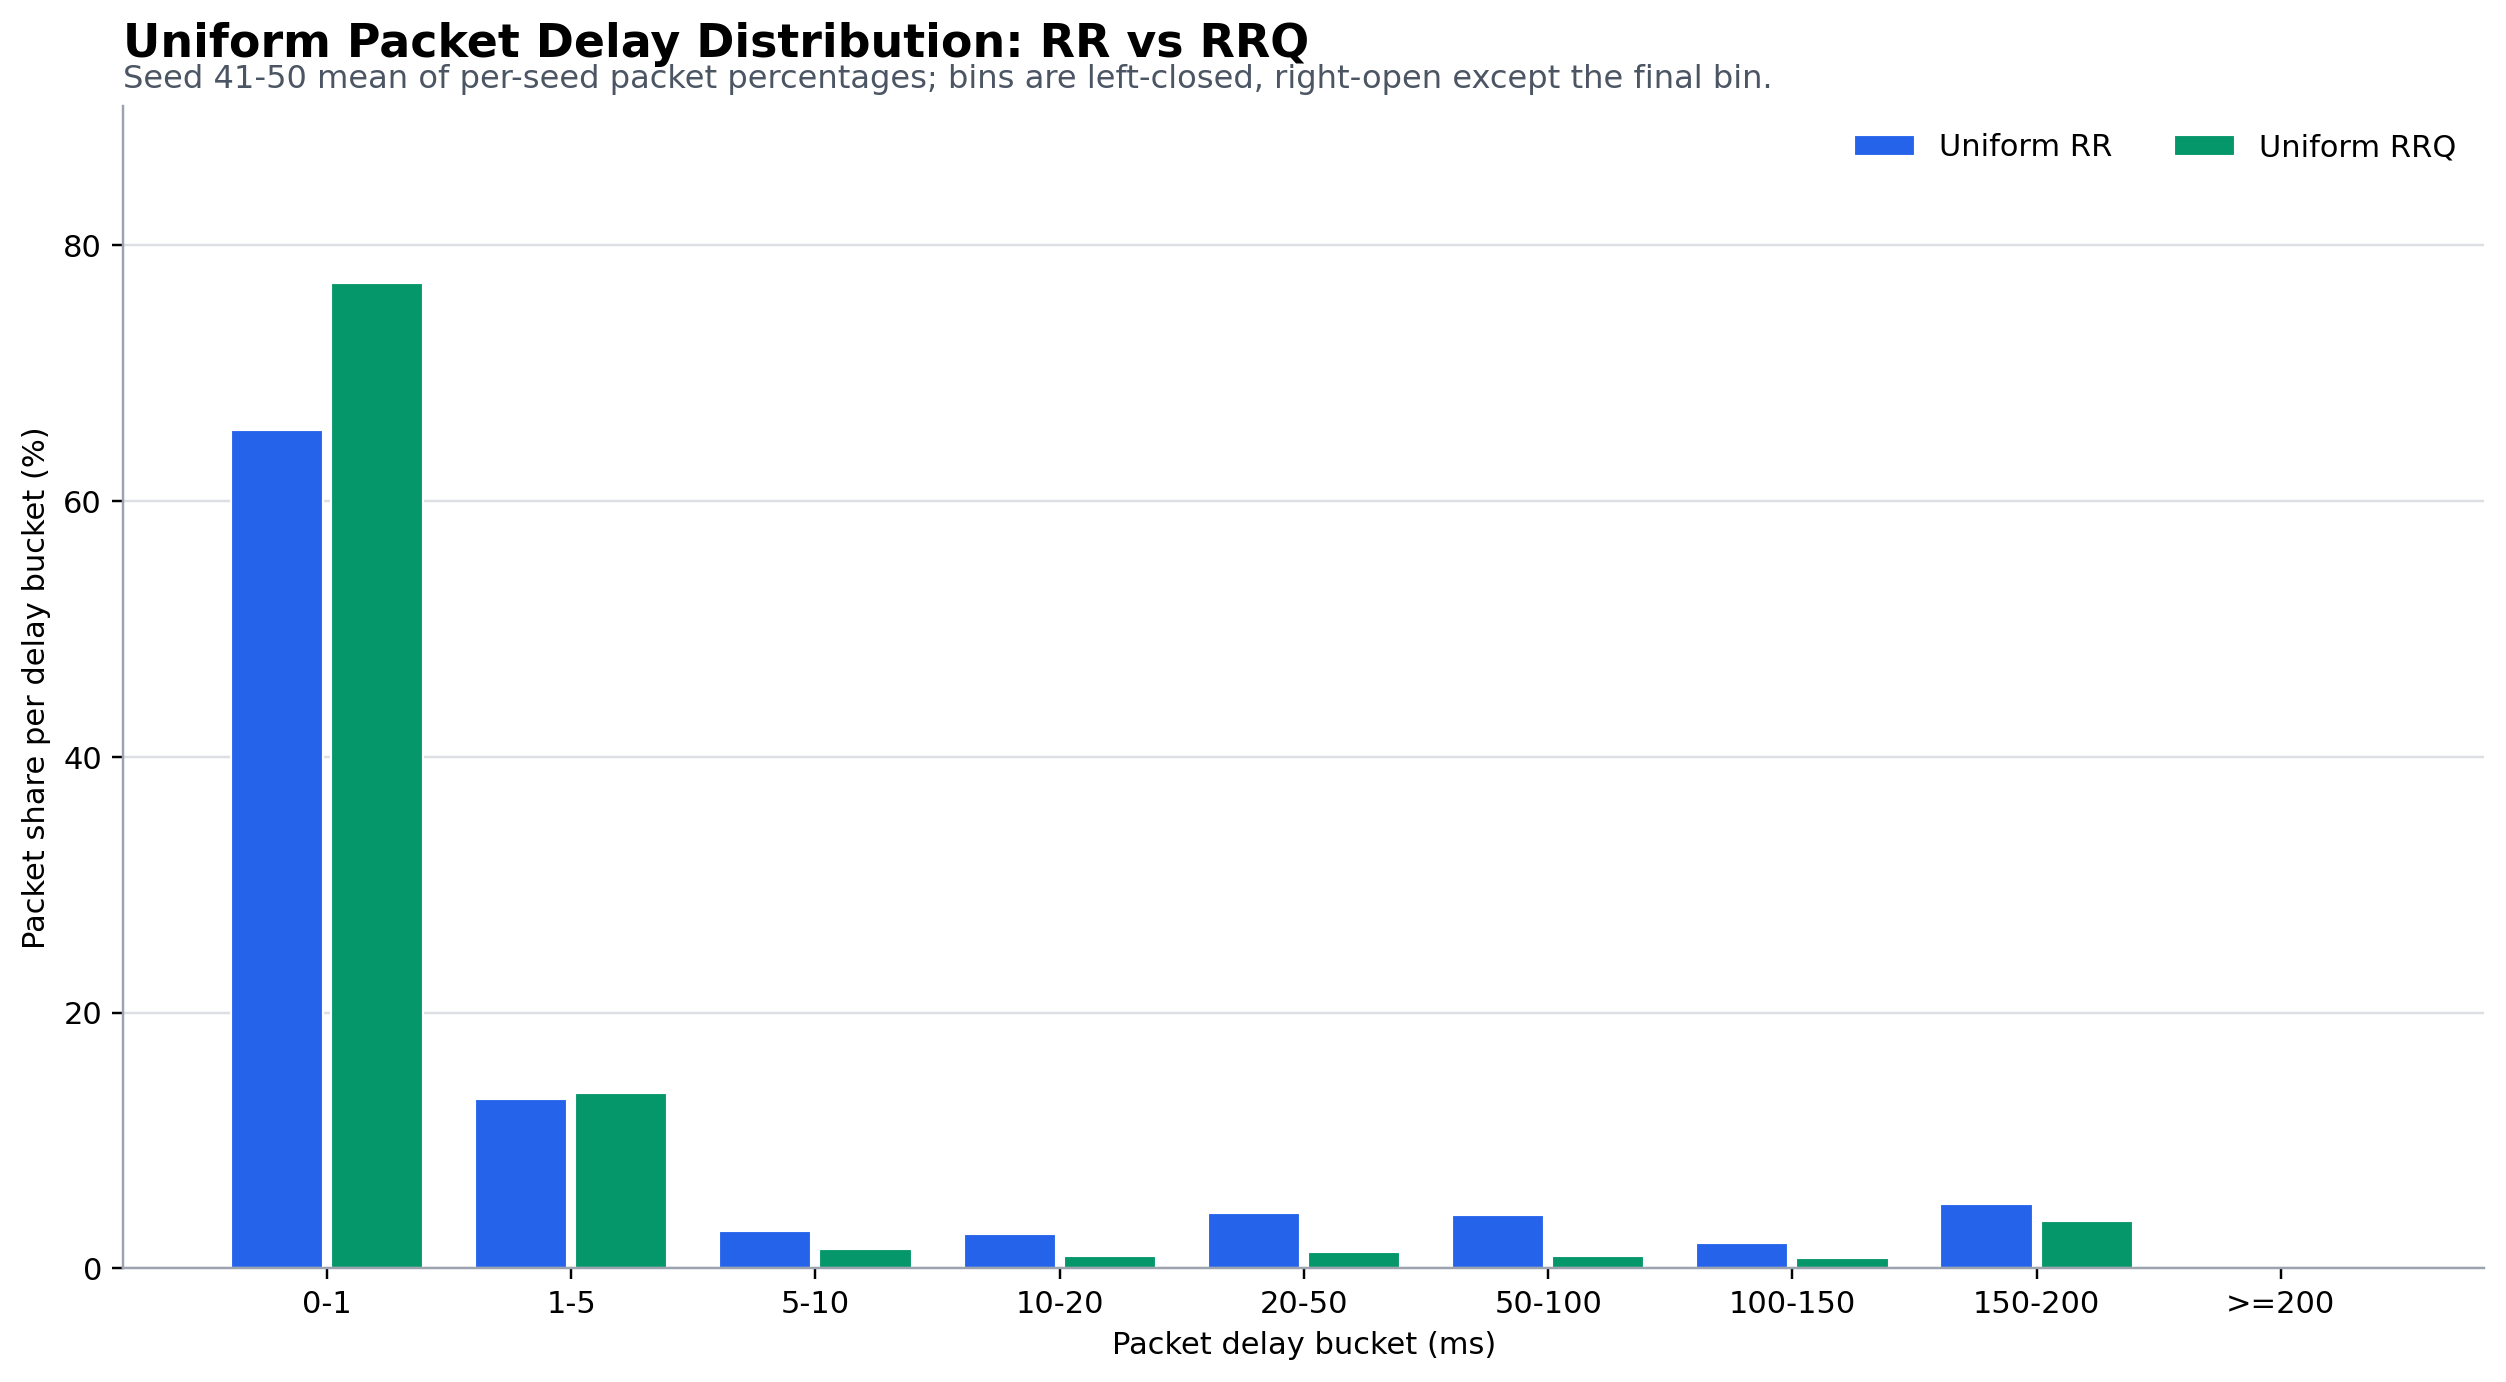 Uniform Packet Delay Distribution: RR vs RRQ
Seed 41-50 mean of per-seed packet percentages; bins are left-closed, right-open except the final bin.
Uniform RR
Uniform RRQ
Packet share per delay bucket (%)
80
60
40
20
0
0-1
1-5
5-10
10-20
20-50
50-100
100-150
150-200
>=200
Packet delay bucket (ms)